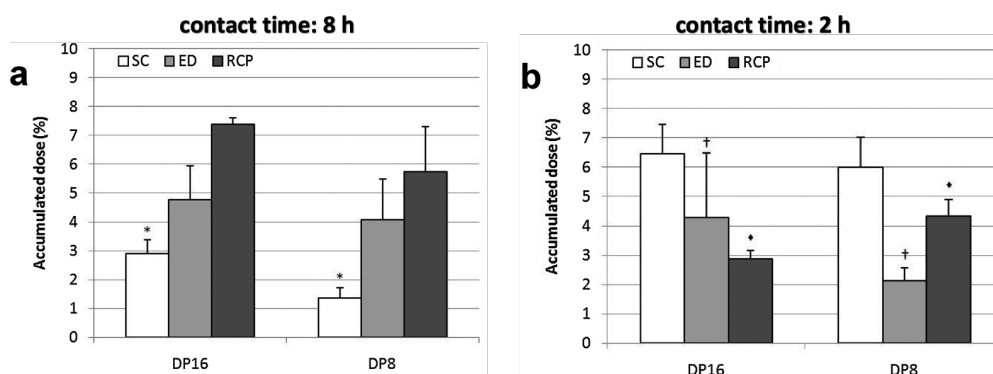 contact time: 8 h
a
SC ED RCP
Accumulated dose (%)
10
9
8
7
6
5
4
3
2
1
0
*
*
DP16 DP8
contact time: 2 h
b
SC ED RCP
Accumulated dose (%)
10
9
8
7
6
5
4
3
2
1
0
†
♦
†
♦
DP16 DP8